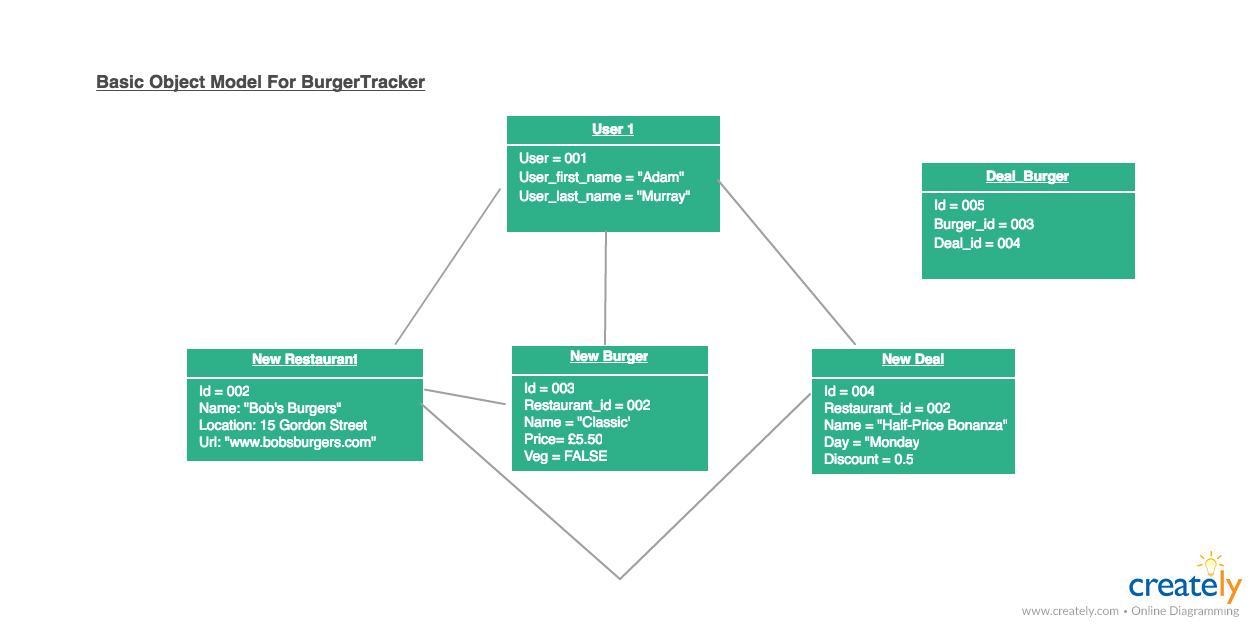 Basic Object Model For BurgerTracker
User 1
User = 001
User_first_name = "Adam"
User_last_name = "Murray"
Deal_Burger
Id = 005
Burger_id = 003
Deal_id = 004
New Restaurant
Id = 002
Name: "Bob's Burgers"
Location: 15 Gordon Street
Url: "www.bobsburgers.com"
New Burger
Id = 003
Restaurant_id = 002
Name = "Classic'
Price= £5.50
Veg = FALSE
New Deal
Id = 004
Restaurant_id = 002
Name = "Half-Price Bonanza"
Day = "Monday
Discount = 0.5
creately
www.creately.com • Online Diagramming